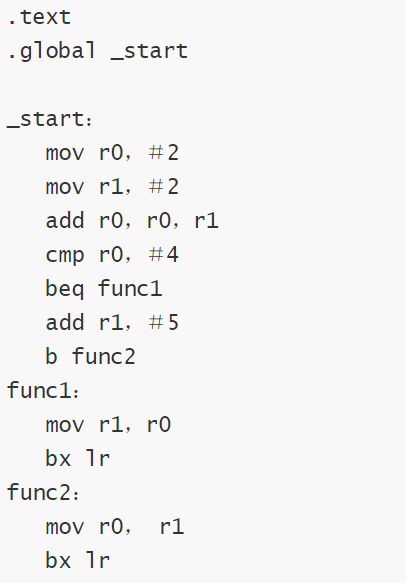 .text
.global _start

_start：
   mov r0，＃2
   mov r1，＃2
   add r0，r0，r1
   cmp r0，＃4
   beq func1
   add r1，＃5
   b func2
func1：
   mov r1，r0
   bx lr
func2：
   mov r0， r1
   bx lr